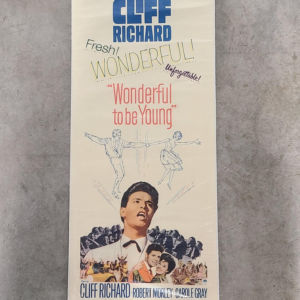 CLIFF
RICHARD
Fresh!
WONDERFUL!
Unforgettable!
"Wonderful
to be Young"
CLIFF RICHARD ROBERT MORLEY CAROLE GRAY